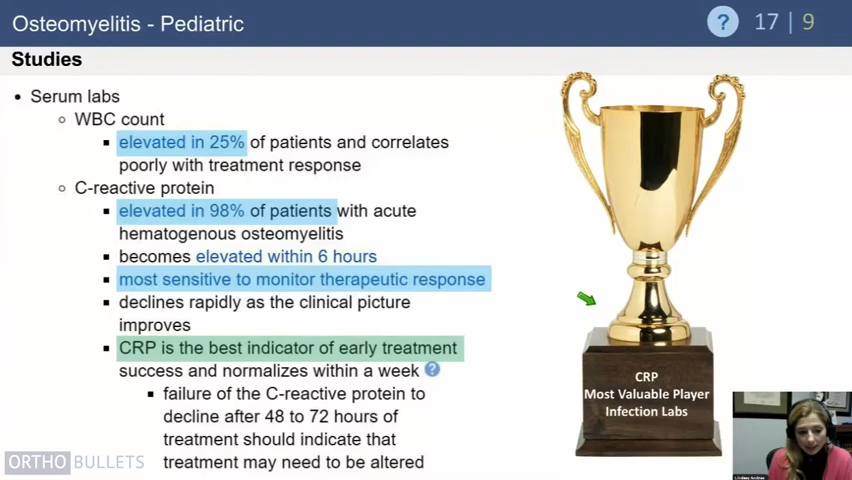 Osteomyelitis - Pediatric
? 17 | 9
Studies
• Serum labs
WBC count
elevated in 25% of patients and correlates
poorly with treatment response
C-reactive protein
elevated in 98% of patients with acute
hematogenous osteomyelitis
becomes elevated within 6 hours
most sensitive to monitor therapeutic response
declines rapidly as the clinical picture
improves
CRP is the best indicator of early treatment
success and normalizes within a week ?
failure of the C-reactive protein to
decline after 48 to 72 hours of
treatment should indicate that
treatment may need to be altered
CRP
Most Valuable Player
Infection Labs
ORTHOBULLETS
Lindsay Andras